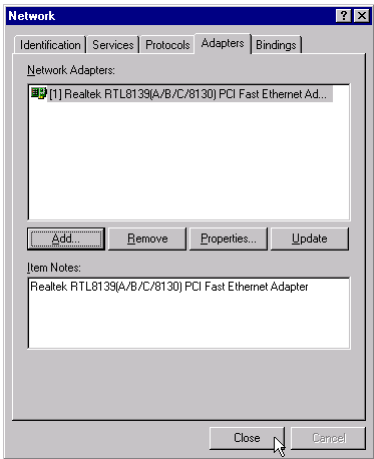 Network
Identification Services Protocols Adapters Bindings
Network Adapters:
[1] Realtek RTL8139(A/B/C/8130) PCI Fast Ethernet Ad...
Add... Remove Properties... Update
Item Notes:
Realtek RTL8139(A/B/C/8130) PCI Fast Ethernet Adapter
Close Cancel